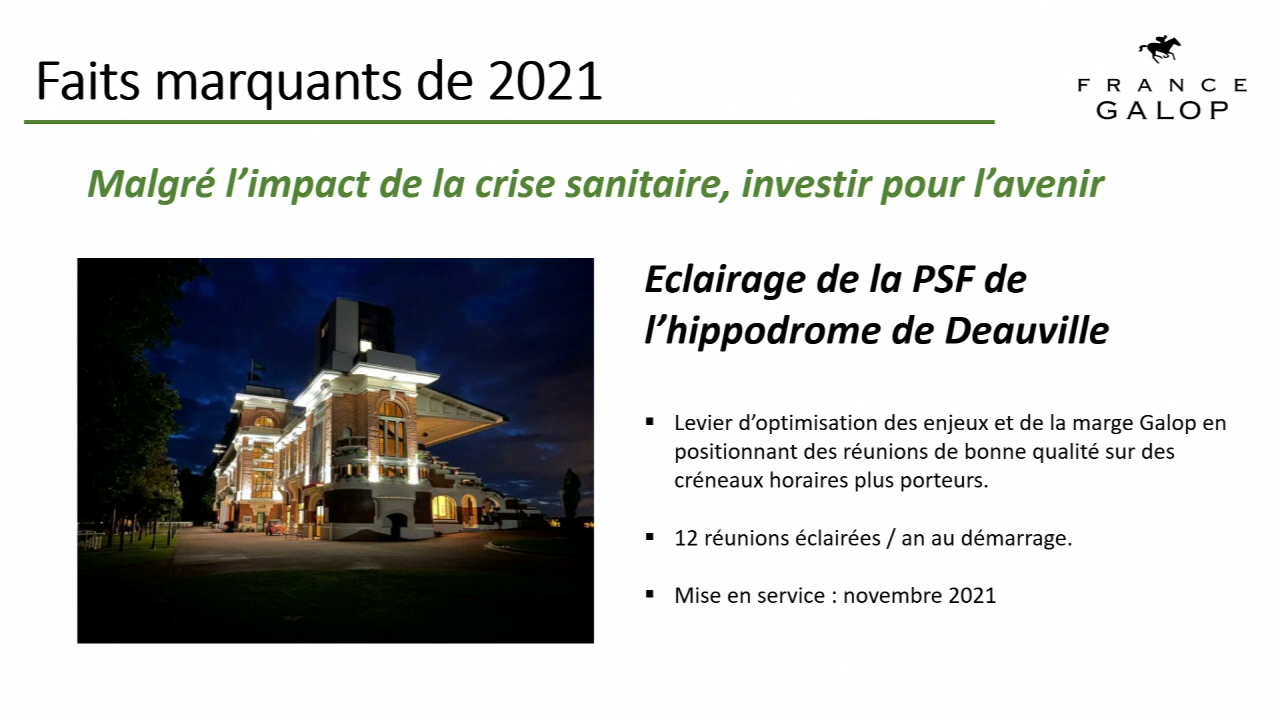 Faits marquants de 2021
FRANCE
GALOP
Malgré l’impact de la crise sanitaire, investir pour l’avenir
Eclairage de la PSF de
l’hippodrome de Deauville
▪ Levier d’optimisation des enjeux et de la marge Galop en
positionnant des réunions de bonne qualité sur des
créneaux horaires plus porteurs.
▪ 12 réunions éclairées / an au démarrage.
▪ Mise en service : novembre 2021